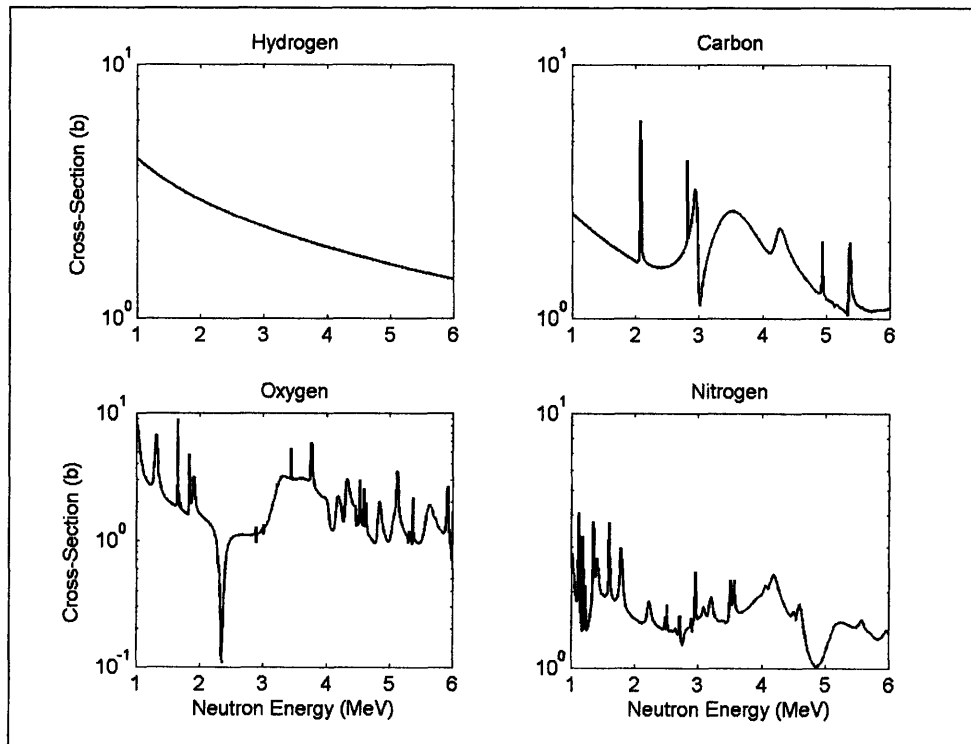 Hydrogen
Cross-Section (b)
10^1
10^0
1 2 3 4 5 6
Carbon
10^1
10^0
1 2 3 4 5 6
Oxygen
Cross-Section (b)
10^1
10^0
10^-1
1 2 3 4 5 6
Neutron Energy (MeV)
Nitrogen
10^1
10^0
1 2 3 4 5 6
Neutron Energy (MeV)